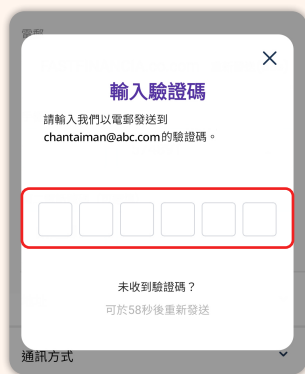 電郵
輸入驗證碼
請輸入我們以電郵發送到
chantaiman@abc.com的驗證碼。
未收到驗證碼？
可於58秒後重新發送
通訊方式